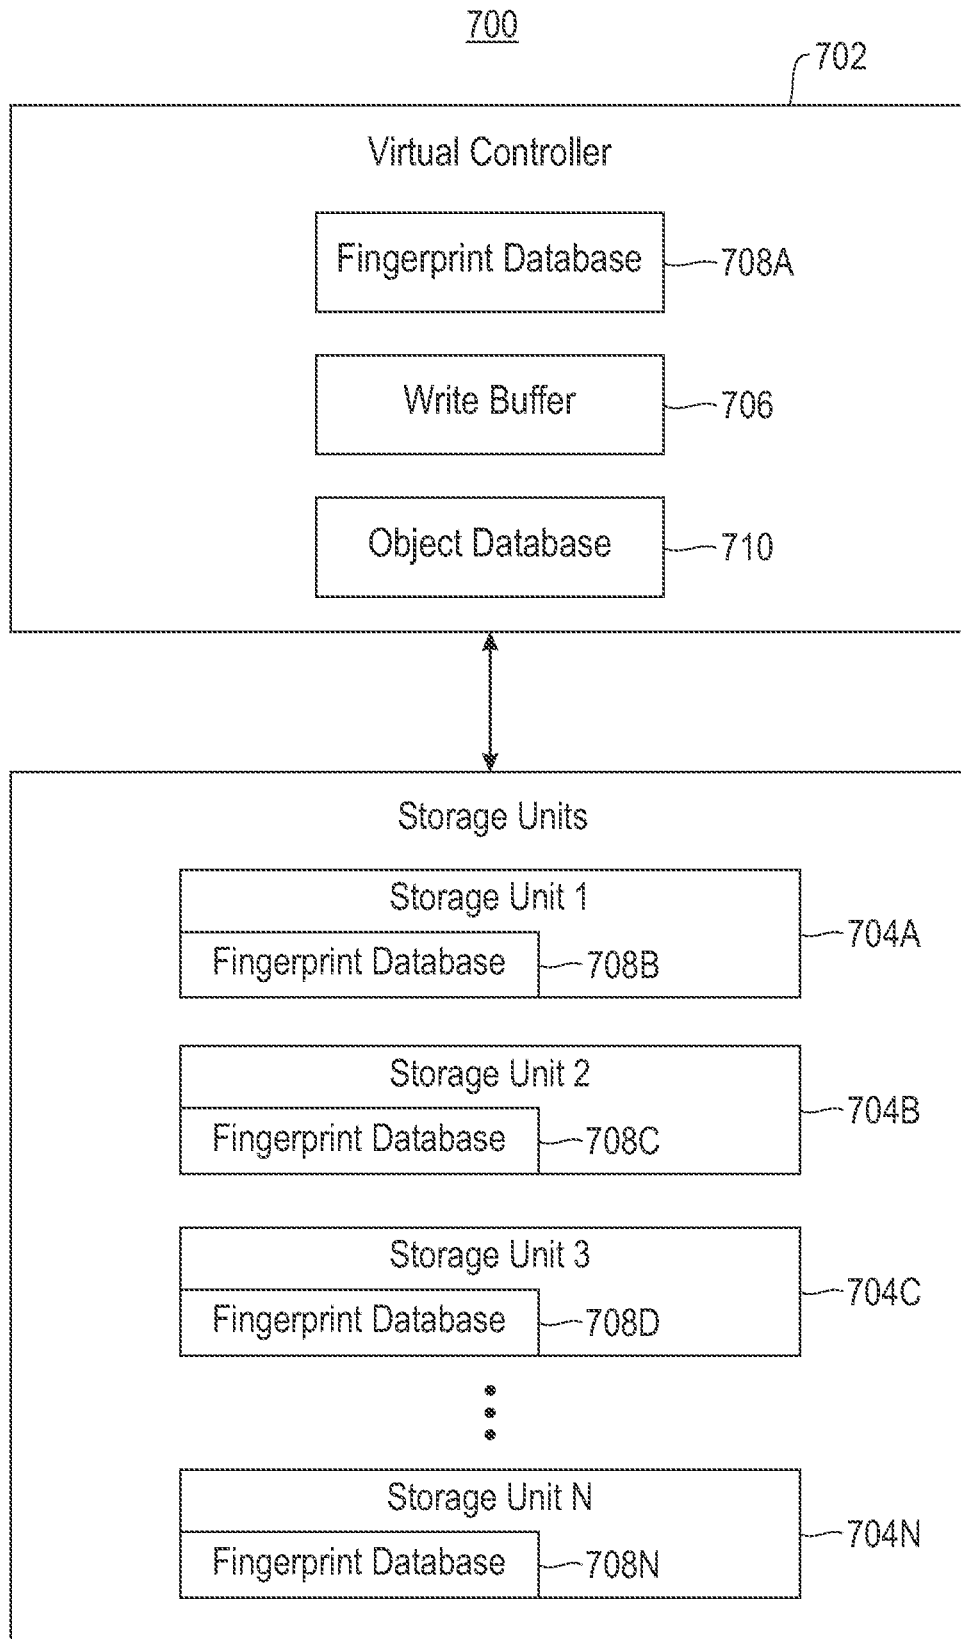 700
702
Virtual Controller
Fingerprint Database
708A
Write Buffer
706
Object Database
710
Storage Units
Storage Unit 1
704A
Fingerprint Database
708B
Storage Unit 2
704B
Fingerprint Database
708C
Storage Unit 3
704C
Fingerprint Database
708D
Storage Unit N
704N
Fingerprint Database
708N